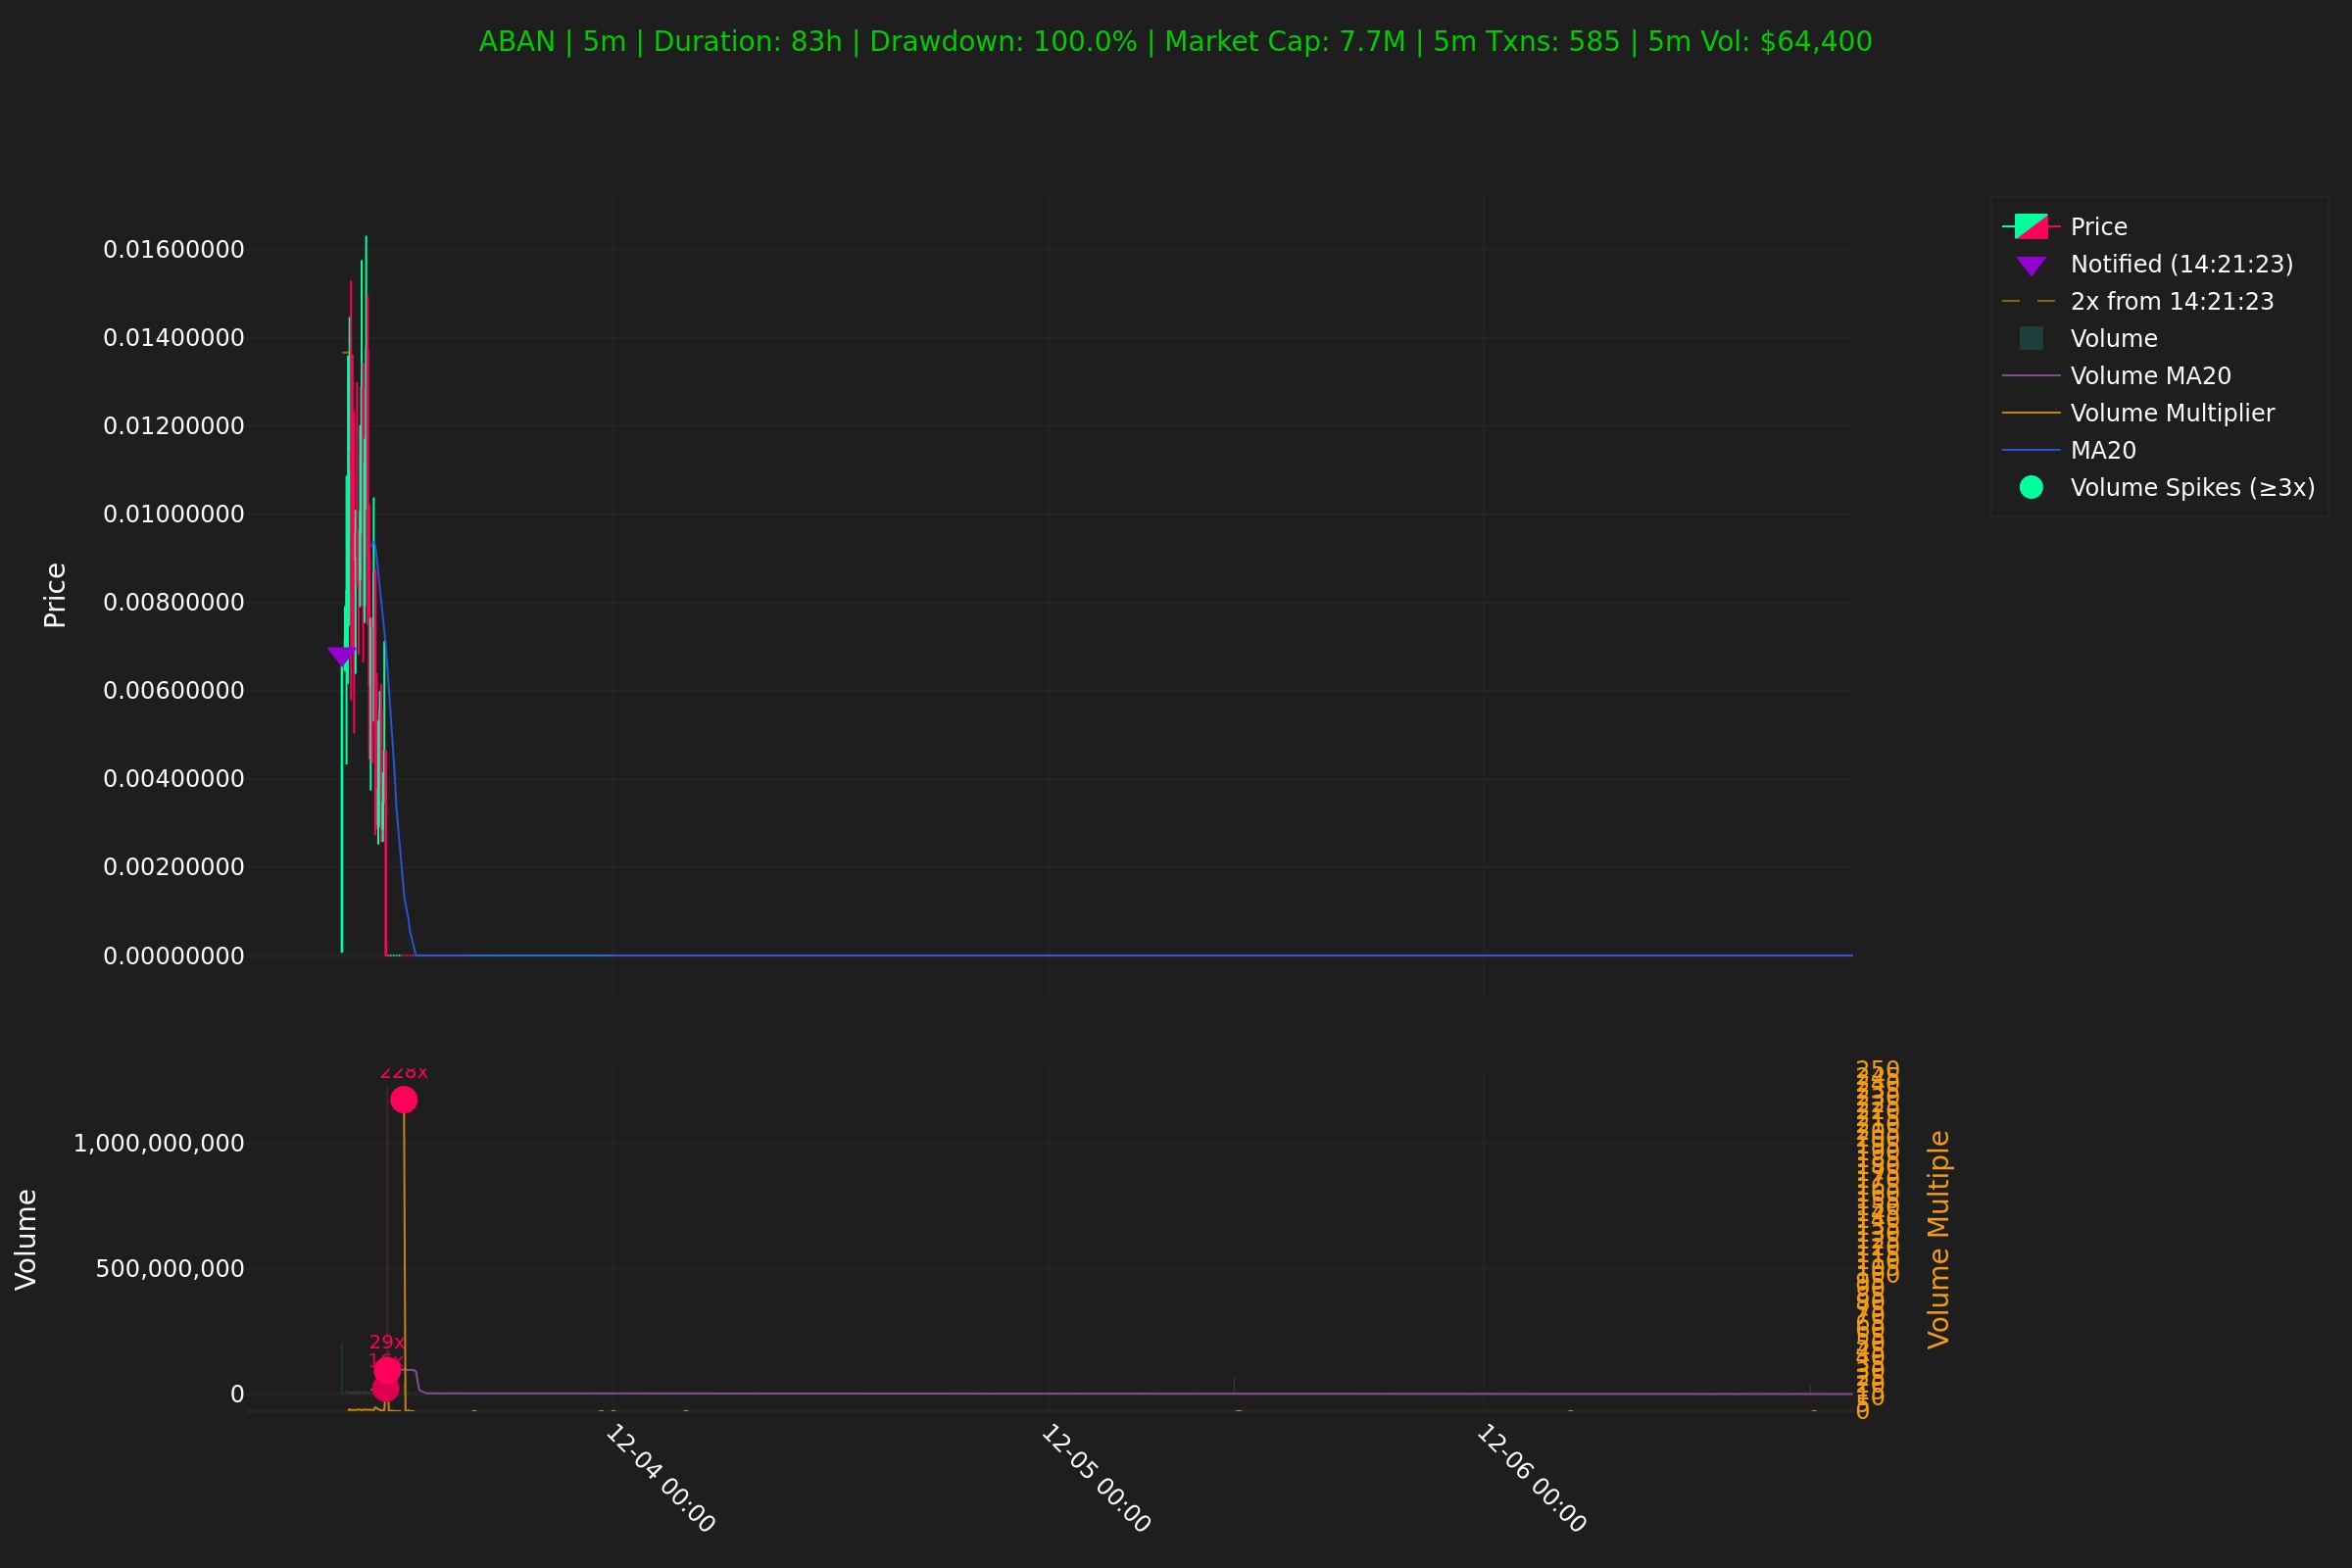 ABAN | 5m | Duration: 83h | Drawdown: 100.0% | Market Cap: 7.7M | 5m Txns: 585 | 5m Vol: $64,400
Price
Notified (14:21:23)
2x from 14:21:23
Volume
Volume MA20
Volume Multiplier
MA20
Volume Spikes (≥3x)
Price
0.01600000
0.01400000
0.01200000
0.01000000
0.00800000
0.00600000
0.00400000
0.00200000
0.00000000
Volume
1,000,000,000
500,000,000
0
228x
29x
Volume Multiple
250
100
0
12-04 00:00
12-05 00:00
12-06 00:00